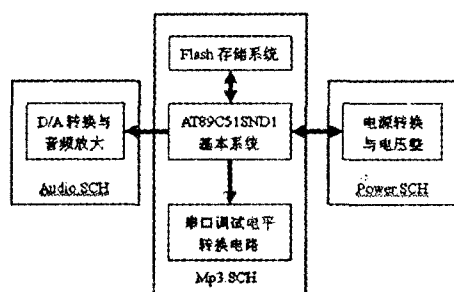 Flash 存储系统
D/A 转换与
音频放大
Audio.SCH
AT89C51SND1
基本系统
电源转换
与电压整
Power.SCH
串口调试电平
转换电路
Mp3.SCH